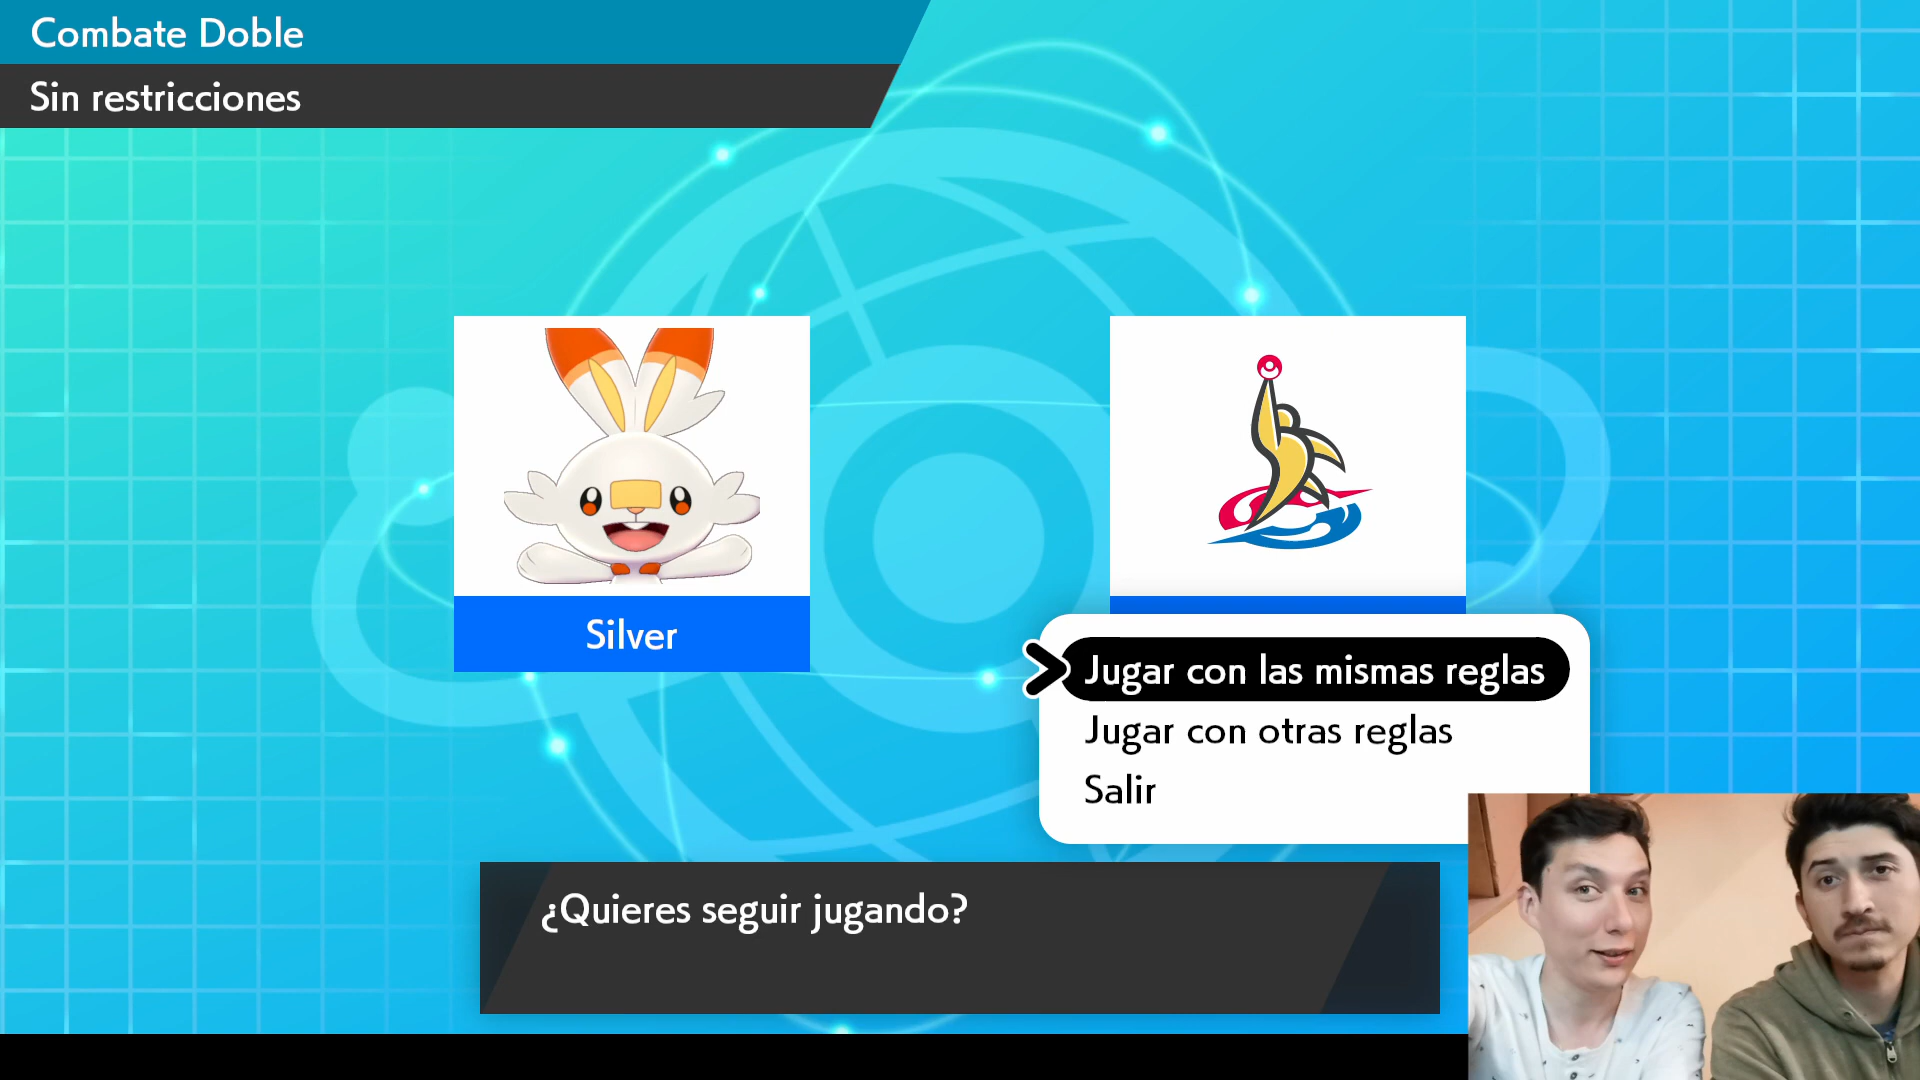 Combate Doble
Sin restricciones
Silver
Jugar con las mismas reglas
Jugar con otras reglas
Salir
¿Quieres seguir jugando?